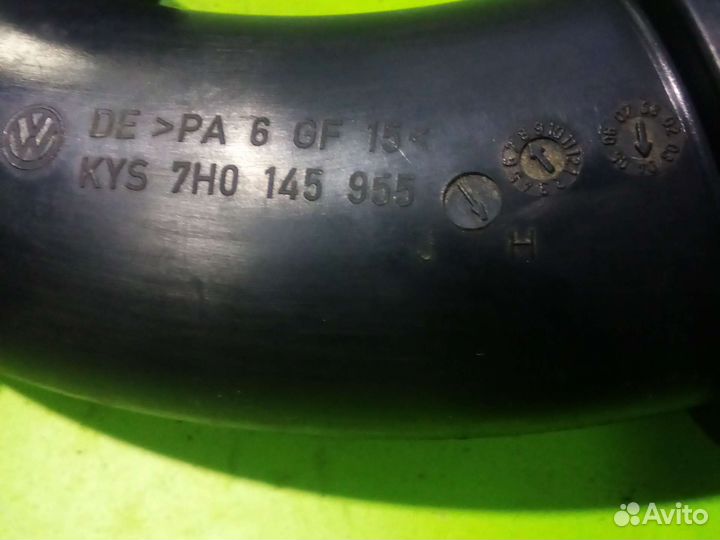 DE >PA 6 GF 15<
KYS 7H0 145 955
H
Avito